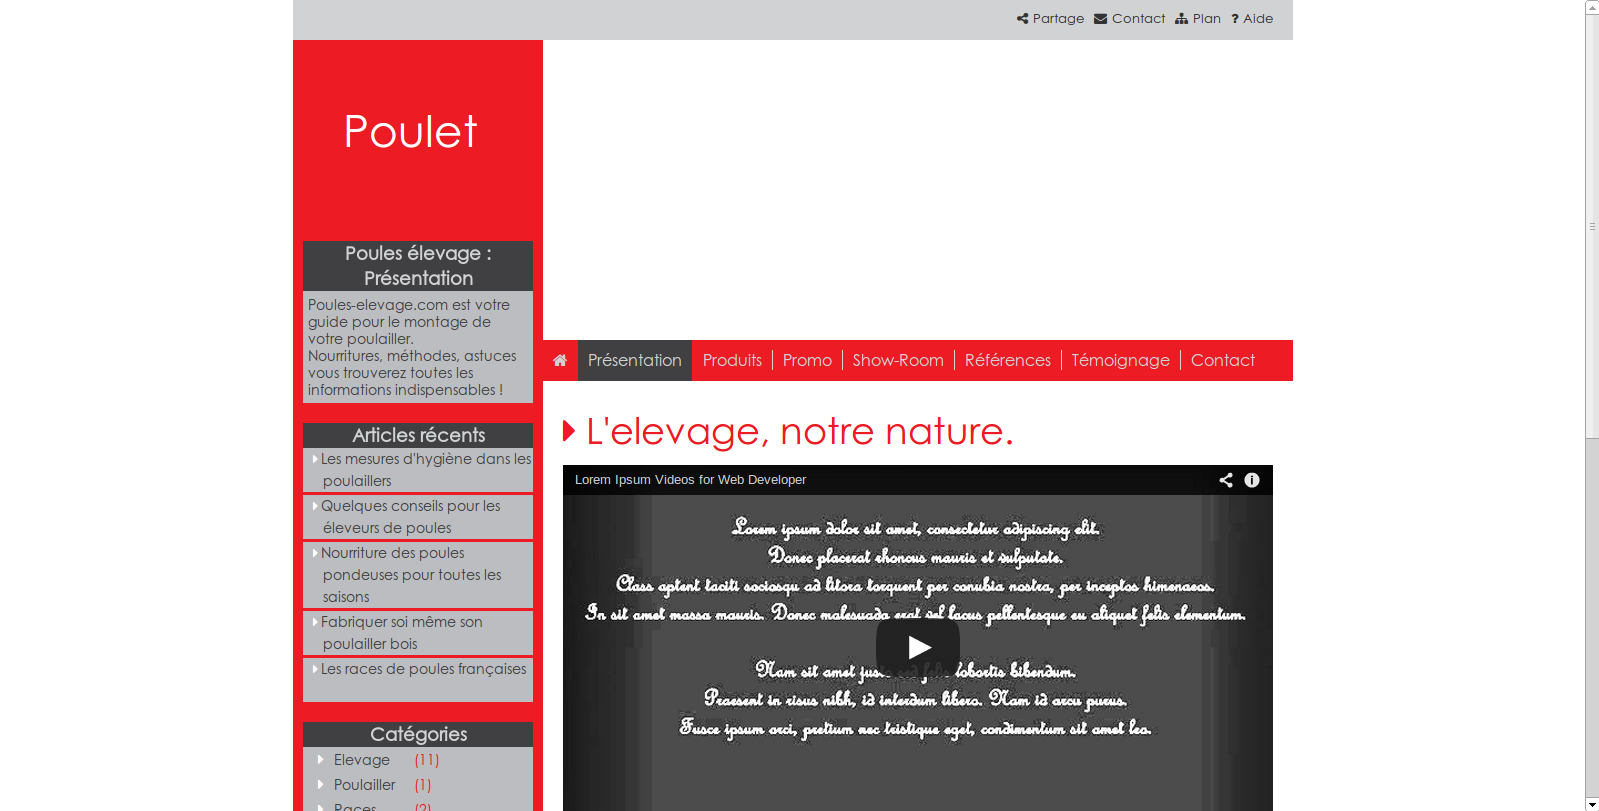 Partage Contact Plan ? Aide
Poulet
Poules élevage :
Présentation
Poules-elevage.com est votre
guide pour le montage de
votre poulailler.
Nourritures, méthodes, astuces
vous trouverez toutes les
informations indispensables !
Articles récents
Les mesures d'hygiène dans les
poulaillers
Quelques conseils pour les
éleveurs de poules
Nourriture des poules
pondeuses pour toutes les
saisons
Fabriquer soi même son
poulailler bois
Les races de poules françaises
Catégories
Elevage (11)
Poulailler (1)
Races (2)
Présentation Produits Promo Show-Room Références Témoignage Contact
L'elevage, notre nature.
Lorem Ipsum Videos for Web Developer
Lorem ipsum dolor sit amet, consectetur adipiscing elit.
Donec placerat rhoncus mauris et vulputate.
Class aptent taciti sociosqu ad litora torquent per conubia nostra, per inceptos himenaeos.
In sit amet massa mauris. Donec malesuada erat vel lacus pellentesque eu aliquet felis elementum.
Nam sit amet justo sed felis lobortis bibendum.
Praesent in risus nibh, id interdum libero. Nam id arcu purus.
Fusce ipsum orci, pretium nec tristique eget, condimentum sit amet leo.